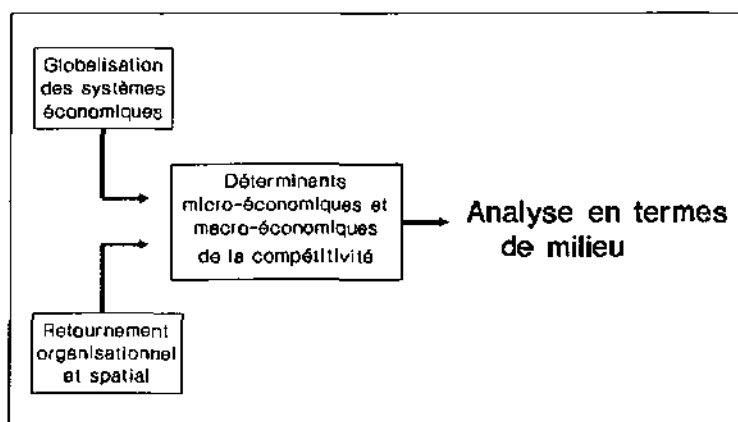 Globalisation
des systèmes
économiques
Déterminants
micro-économiques et
macro-économiques
de la compétitivité
Analyse en termes
de milieu
Retournement
organisationnel
et spatial